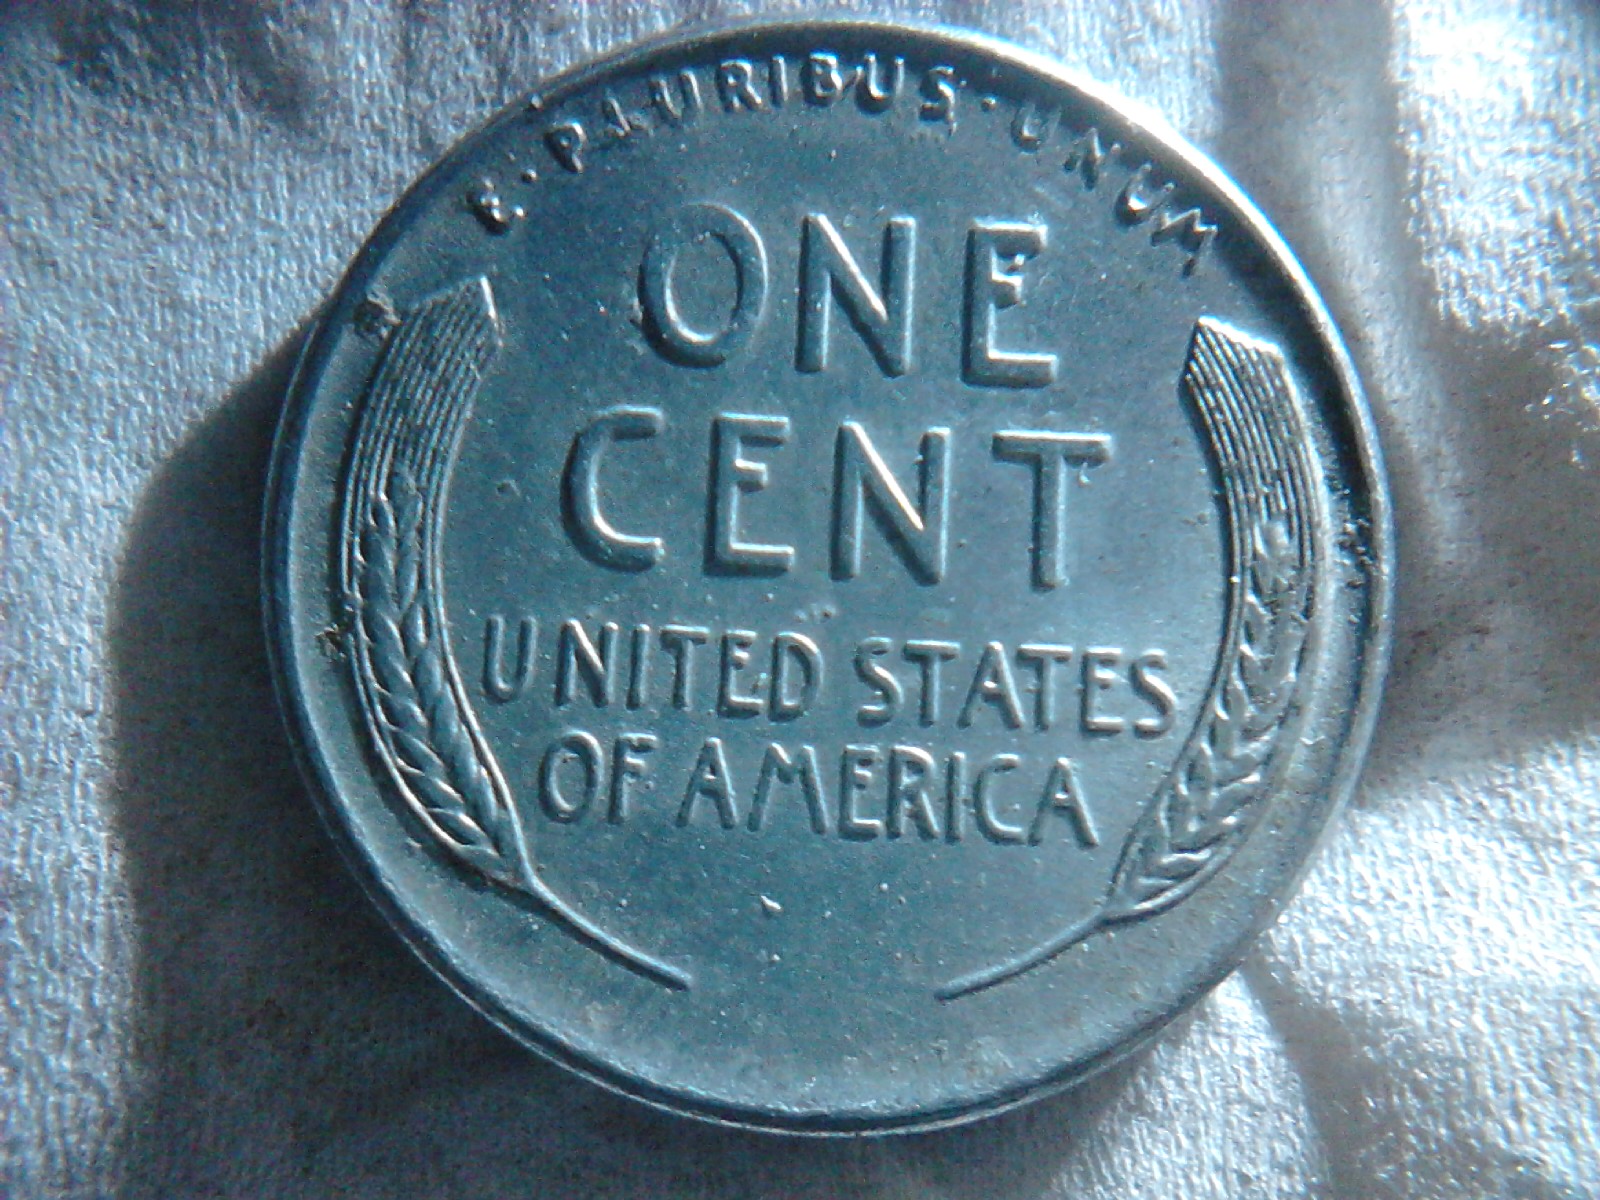 E·PLURIBUS·UNUM
ONE
CENT
UNITED STATES
OF AMERICA